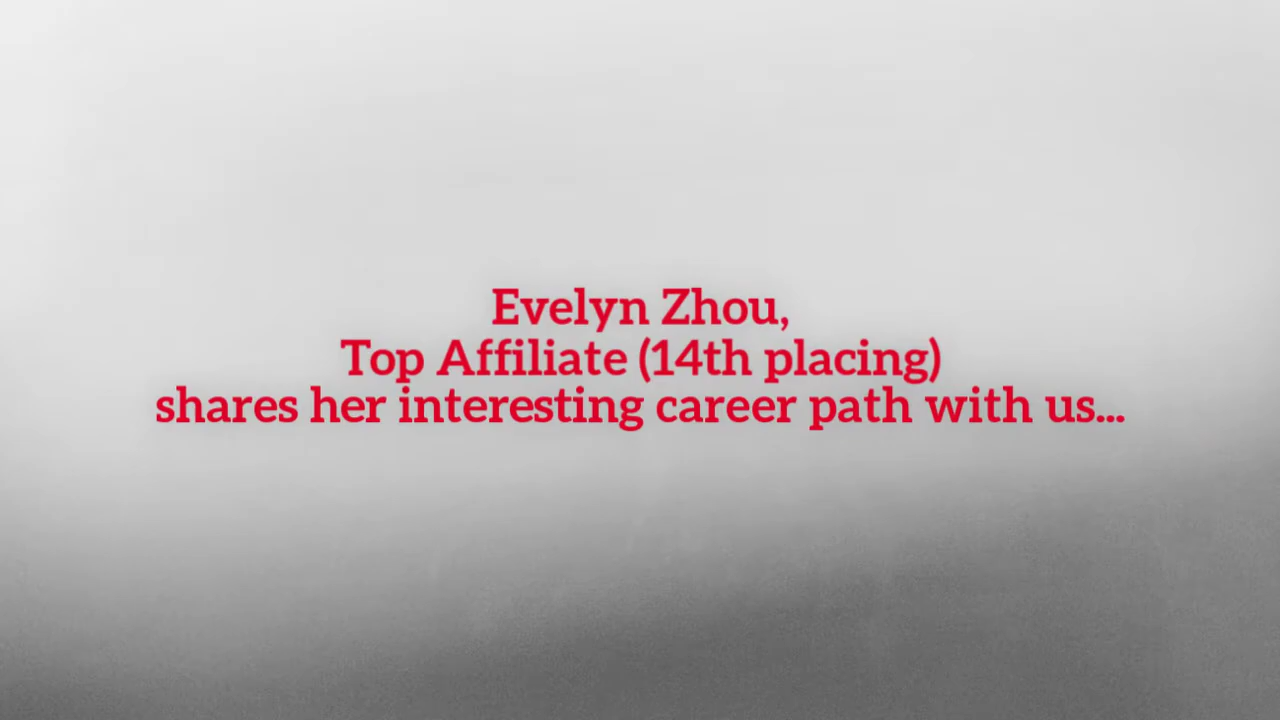 Evelyn Zhou,
Top Affiliate (14th placing)
shares her interesting career path with us...